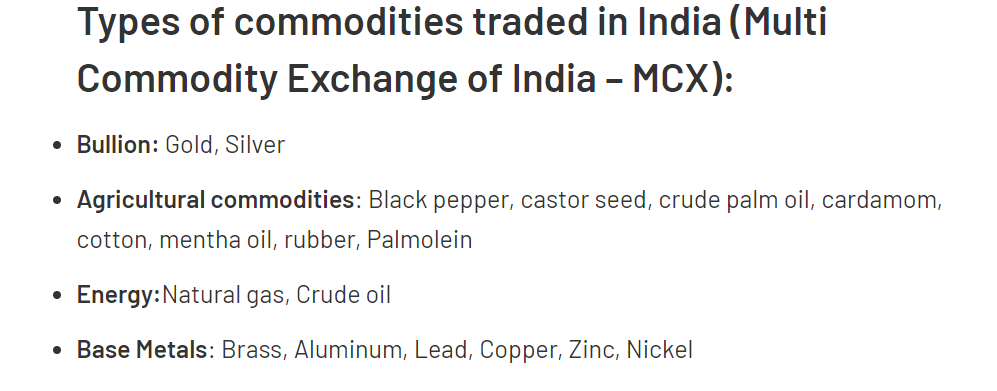 Types of commodities traded in India (Multi
Commodity Exchange of India – MCX):
• Bullion: Gold, Silver
• Agricultural commodities: Black pepper, castor seed, crude palm oil, cardamom,
cotton, mentha oil, rubber, Palmolein
• Energy:Natural gas, Crude oil
• Base Metals: Brass, Aluminum, Lead, Copper, Zinc, Nickel